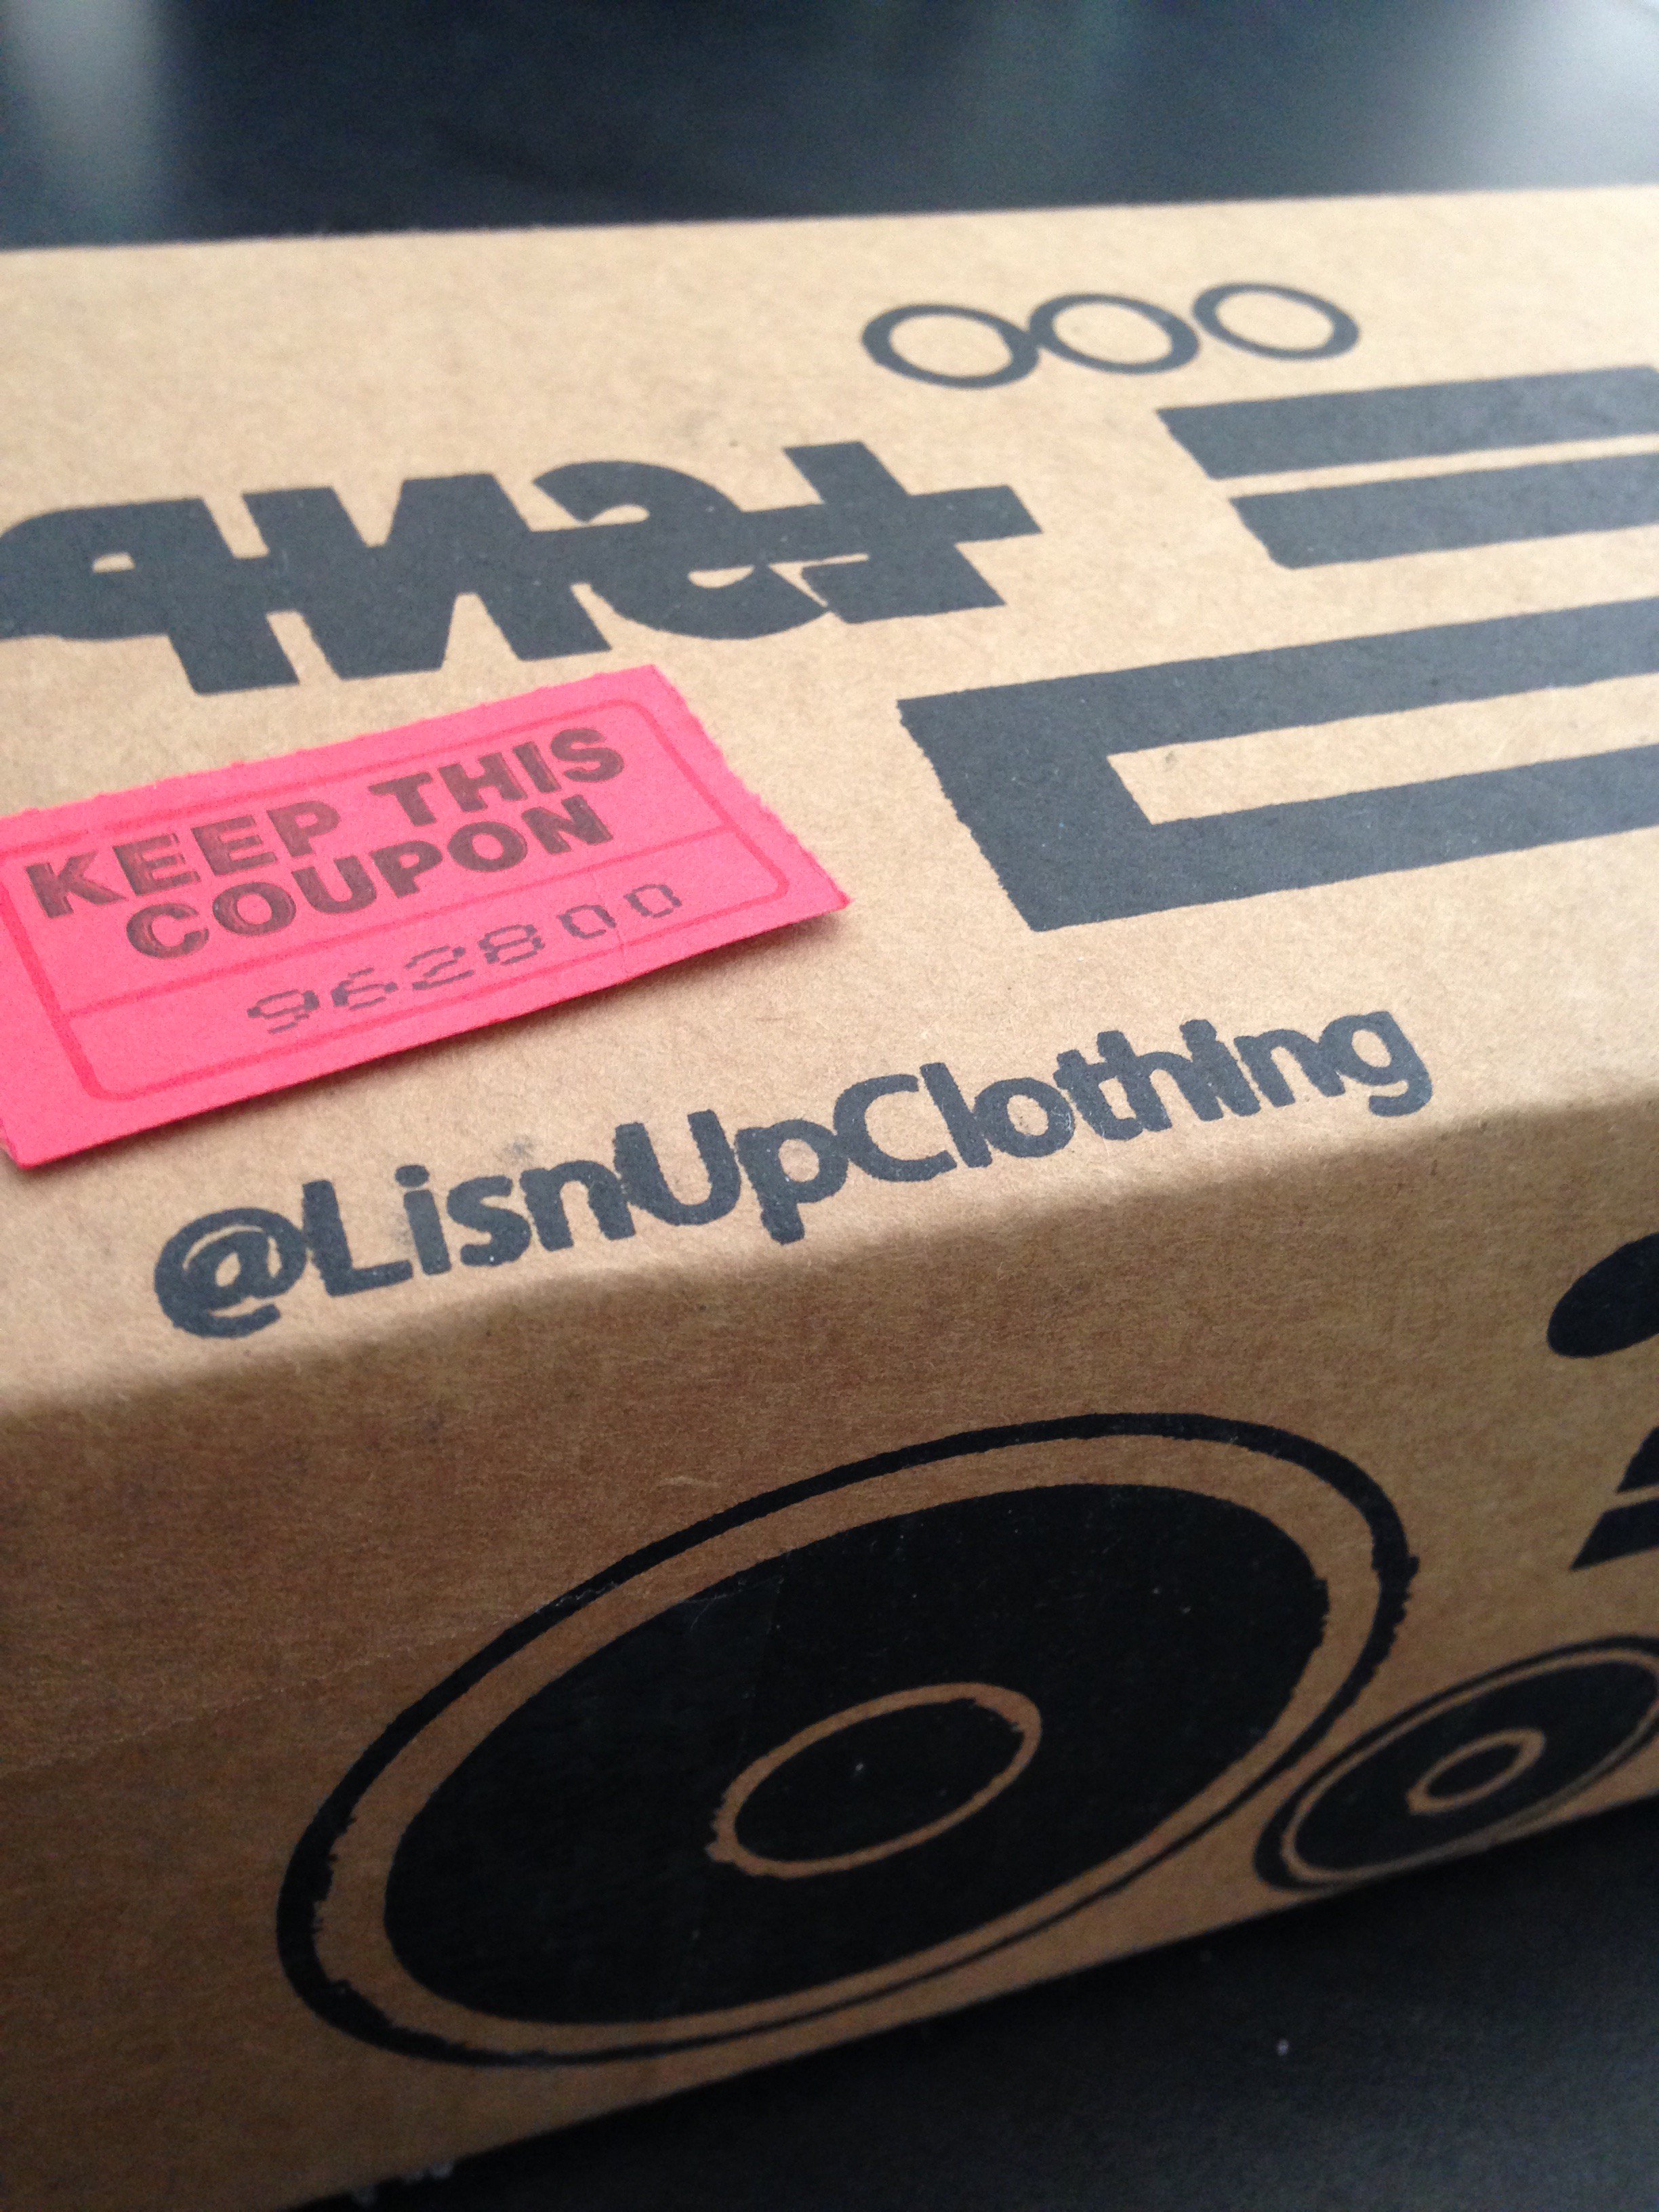 KEEP THIS
COUPON
962800
@LisnUpClothing